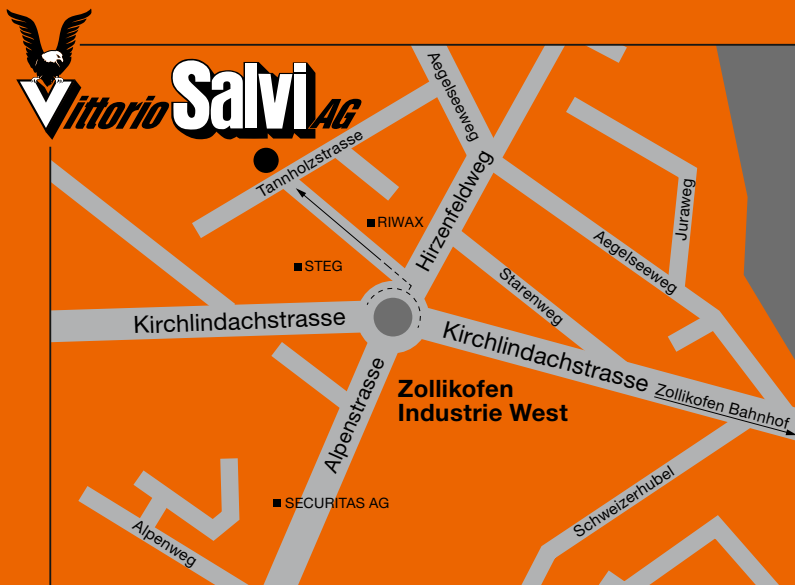 Vittorio Salvi AG
Aegelseeweg
Tannholzstrasse
Hirzenfeldweg
Juraweg
RIWAX
Aegelseeweg
STEG
Starenweg
Kirchlindachstrasse
Kirchlindachstrasse
Zollikofen Bahnhof
Zollikofen
Industrie West
Alpenstrasse
SECURITAS AG
Schweizerhubel
Alpenweg